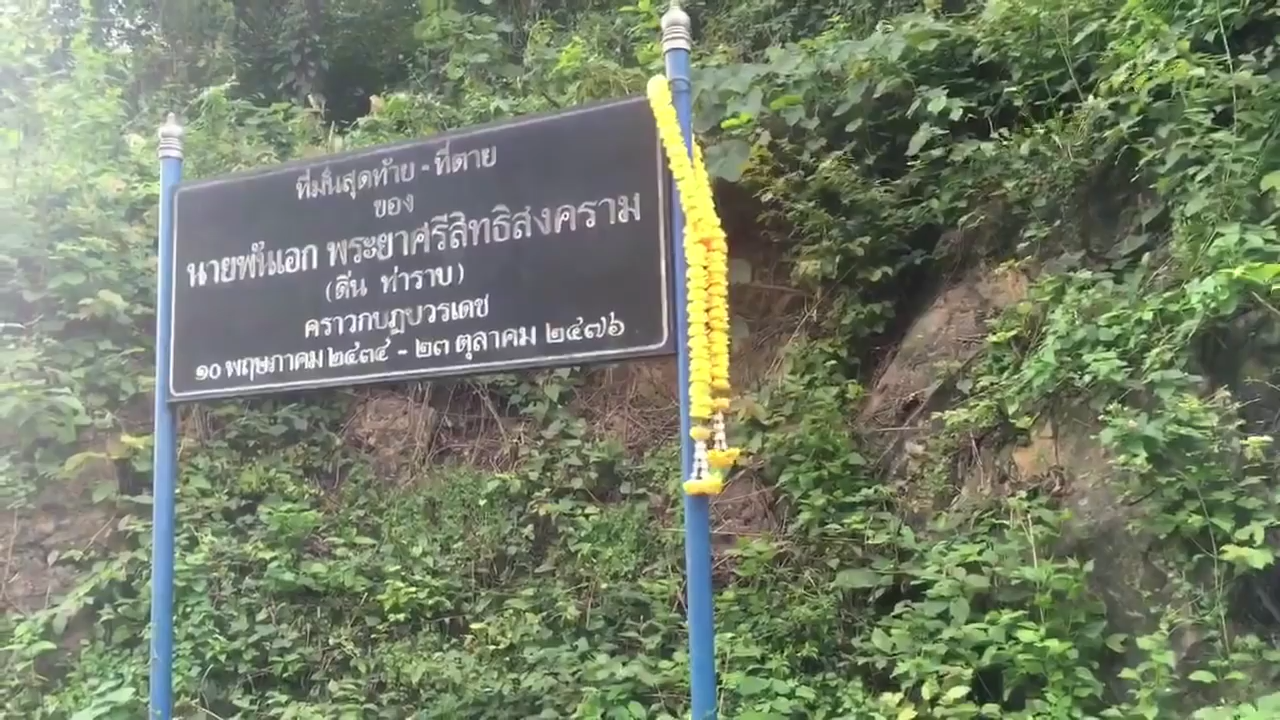 ที่มั่นสุดท้าย - ที่ตาย
ของ
นายพันเอก พระยาศรีสิทธิสงคราม
(ดิ่น ท่าราบ)
คราวกบฏบวรเดช
๑๐ พฤษภาคม ๒๔๓๔ - ๒๓ ตุลาคม ๒๔๗๖